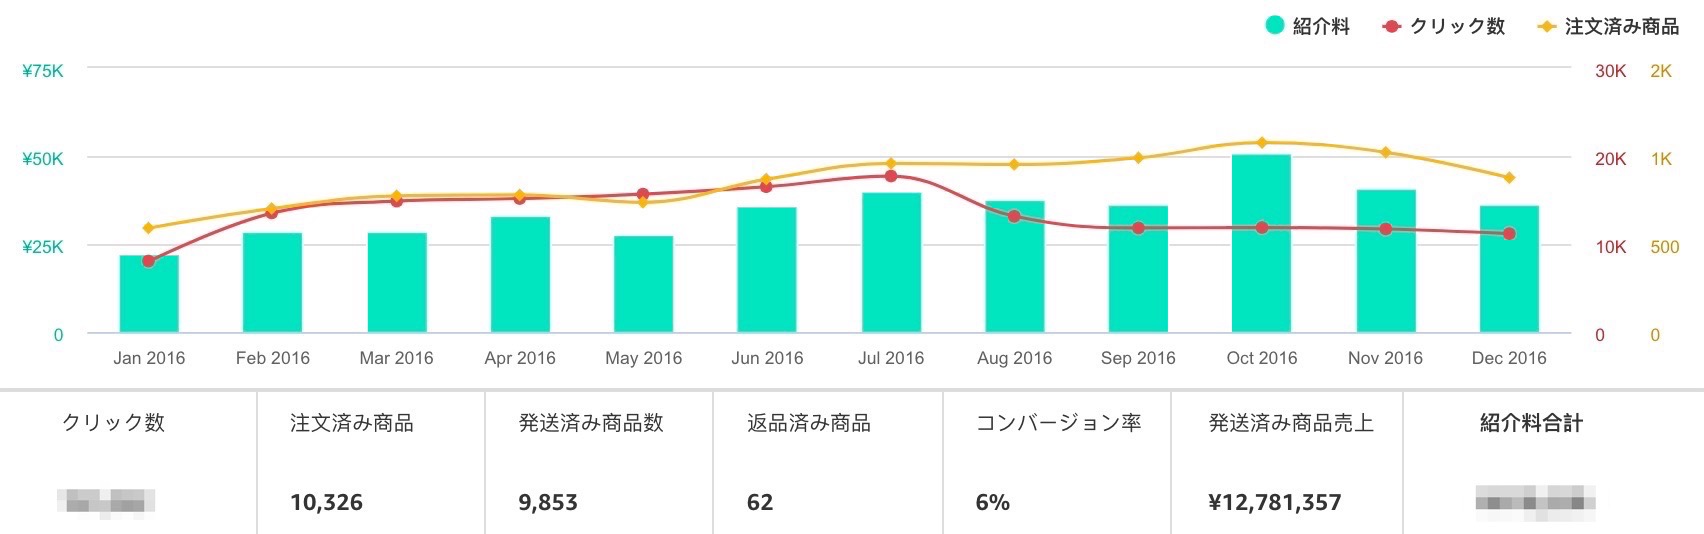 紹介料 クリック数 注文済み商品
¥75K 30K 2K
¥50K 20K 1K
¥25K 10K 500
0 0 0
Jan 2016 Feb 2016 Mar 2016 Apr 2016 May 2016 Jun 2016 Jul 2016 Aug 2016 Sep 2016 Oct 2016 Nov 2016 Dec 2016
クリック数 注文済み商品 発送済み商品数 返品済み商品 コンバージョン率 発送済み商品売上 紹介料合計
10,326 9,853 62 6% ¥12,781,357